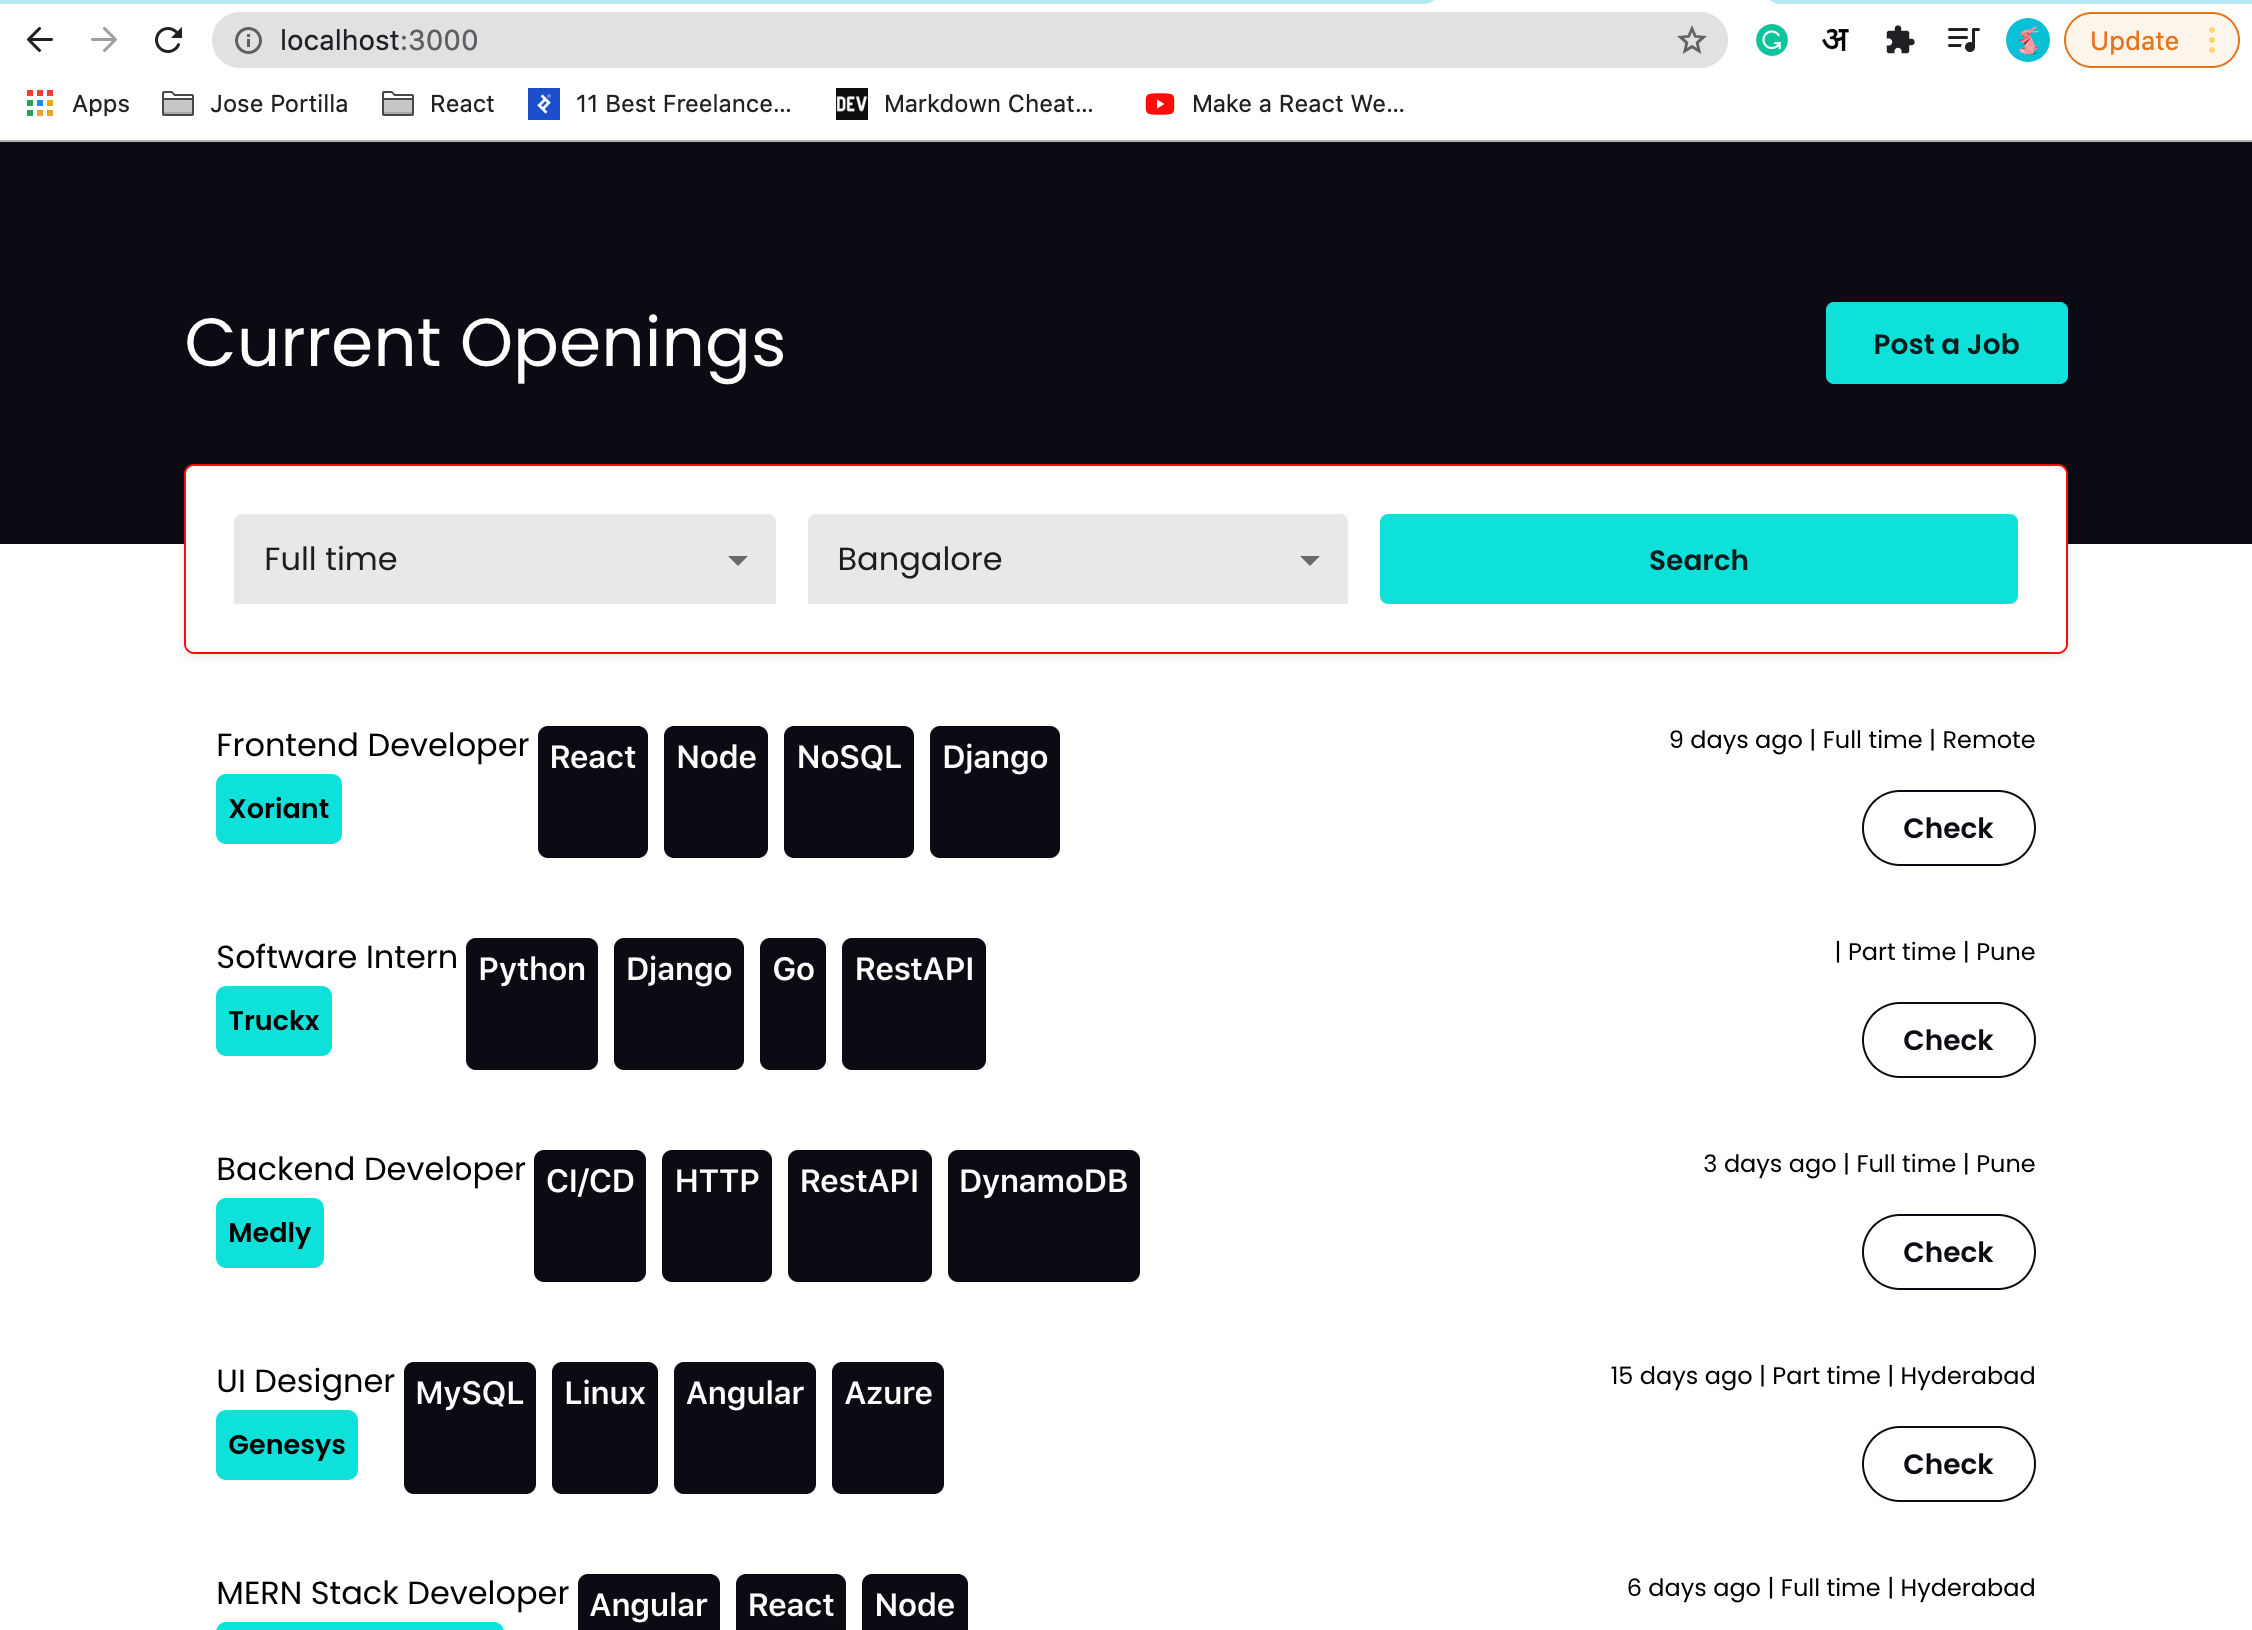 localhost:3000
अ
Update
Apps
Jose Portilla
React
11 Best Freelance...
DEV
Markdown Cheat...
Make a React We...
Current Openings
Post a Job
Full time
Bangalore
Search
Frontend Developer React Node NoSQL Django
9 days ago | Full time | Remote
Xoriant
Check
Software Intern Python Django Go RestAPI
| Part time | Pune
Truckx
Check
Backend Developer CI/CD HTTP RestAPI DynamoDB
3 days ago | Full time | Pune
Medly
Check
UI Designer MySQL Linux Angular Azure
15 days ago | Part time | Hyderabad
Genesys
Check
MERN Stack Developer Angular React Node
6 days ago | Full time | Hyderabad